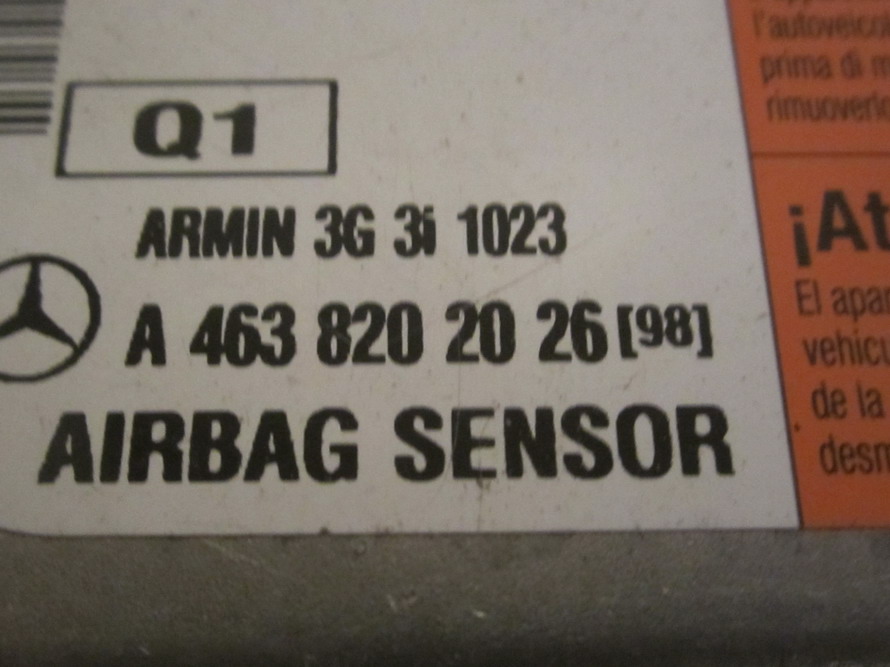 Q1
ARMIN 3G 3i 1023
A 463 820 20 26 [98]
AIRBAG SENSOR
l'autoveico
prima di m
rimuoverlo
¡At
El apar
vehicu
de la
desm